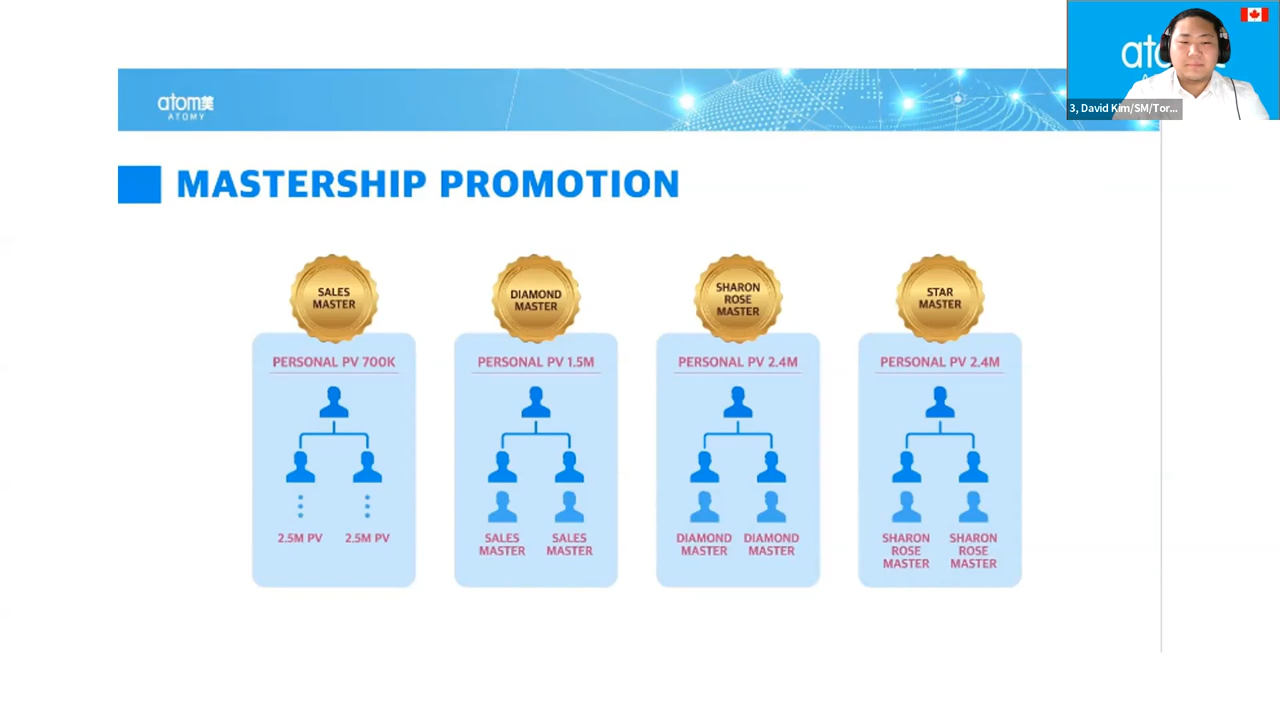 atom美
ATOMY
3, David Kim/SM/Tor...
MASTERSHIP PROMOTION
SALES
MASTER
DIAMOND
MASTER
SHARON
ROSE
MASTER
STAR
MASTER
PERSONAL PV 700K
PERSONAL PV 1.5M
PERSONAL PV 2.4M
PERSONAL PV 2.4M
2.5M PV
2.5M PV
SALES
MASTER
SALES
MASTER
DIAMOND
MASTER
DIAMOND
MASTER
SHARON
ROSE
MASTER
SHARON
ROSE
MASTER